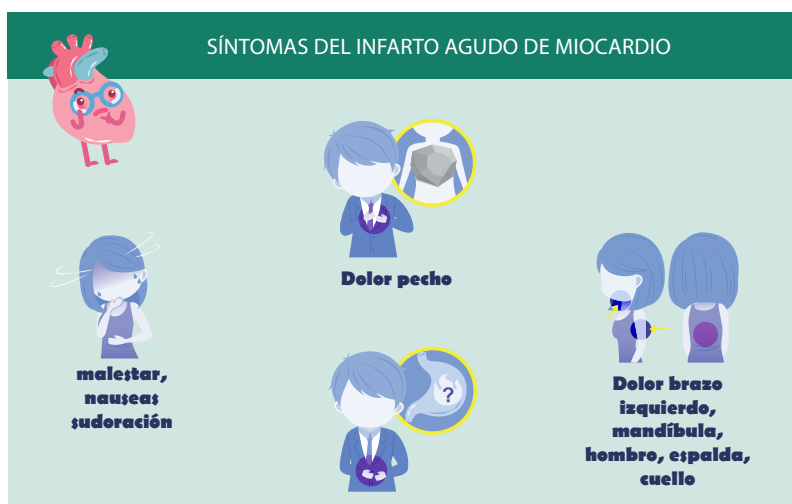 SÍNTOMAS DEL INFARTO AGUDO DE MIOCARDIO
Dolor pecho
malestar,
nauseas
sudoración
?
Dolor brazo
izquierdo,
mandíbula,
hombro, espalda,
cuello